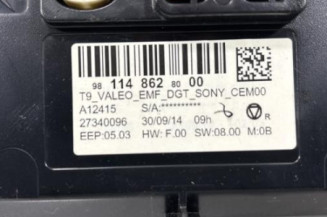 98 114 862 80 00
T9_VALEO_EMF_DGT_SONY_CEM00
A12415 S/A:**********
27340096 30/09/14 09h R
EEP:05.03 HW: F.00 SW:08.00 M:0B